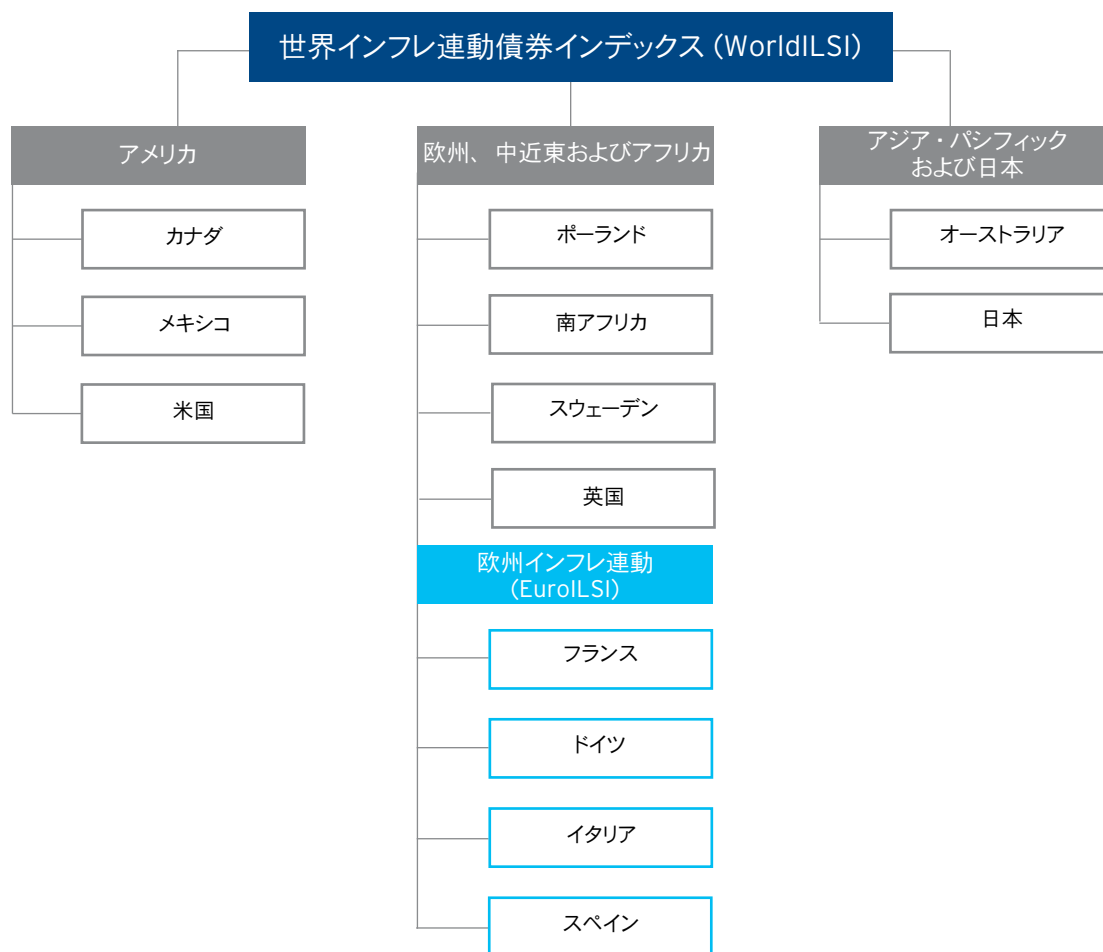 世界インフレ連動債券インデックス (WorldILSI)
アメリカ
カナダ
メキシコ
米国
欧州、 中近東およびアフリカ
ポーランド
南アフリカ
スウェーデン
英国
欧州インフレ連動
(EuroILSI)
フランス
ドイツ
イタリア
スペイン
アジア・パシフィック
および日本
オーストラリア
日本